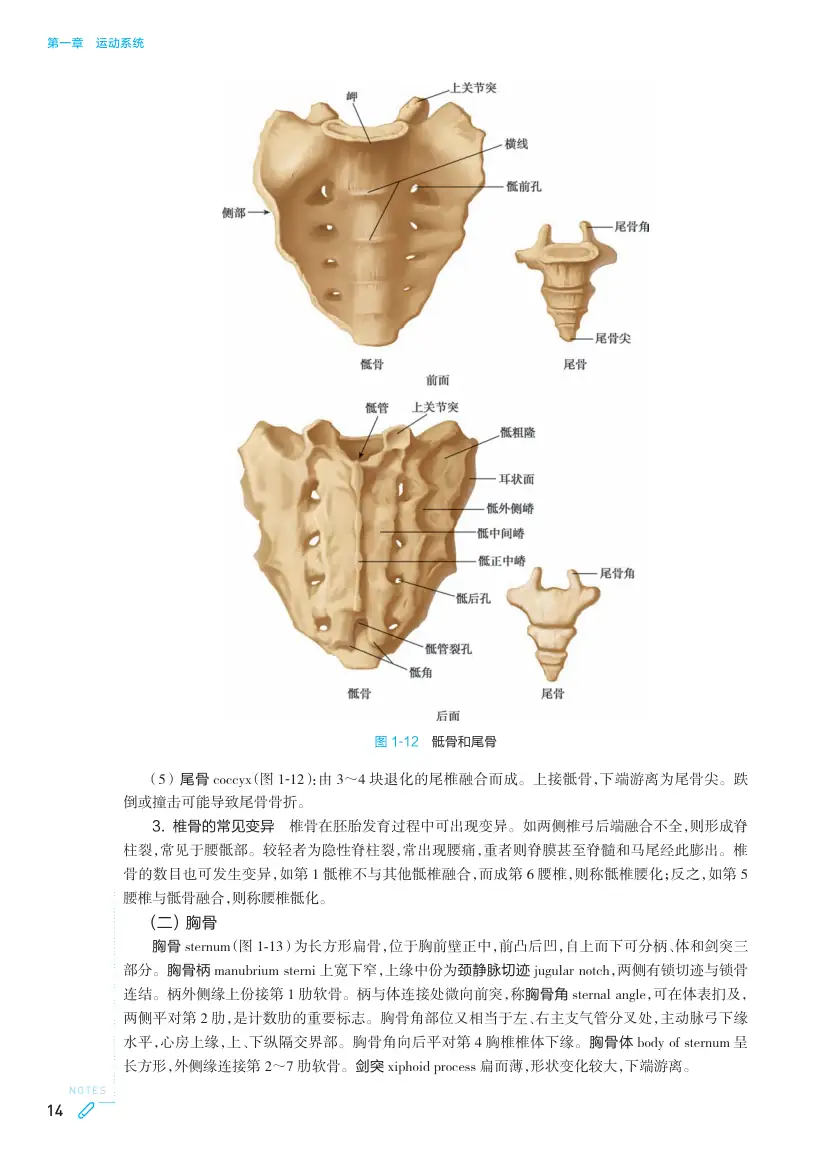 第一章 运动系统
岬
上关节突
横线
骶前孔
侧部
尾骨角
尾骨尖
骶骨
尾骨
前面
骶管
上关节突
骶粗隆
耳状面
骶外侧嵴
骶中间嵴
骶正中嵴
尾骨角
骶后孔
骶管裂孔
骶角
骶骨
尾骨
后面
图 1-12 骶骨和尾骨
（5）尾骨 coccyx（图 1-12）：由 3～4 块退化的尾椎融合而成。上接骶骨，下端游离为尾骨尖。跌
倒或撞击可能导致尾骨骨折。
3. 椎骨的常见变异 椎骨在胚胎发育过程中可出现变异。如两侧椎弓后端融合不全，则形成脊
柱裂，常见于腰骶部。较轻者为隐性脊柱裂，常出现腰痛，重者则脊膜甚至脊髓和马尾经此膨出。椎
骨的数目也可发生变异，如第 1 骶椎不与其他骶椎融合，而成第 6 腰椎，则称骶椎腰化；反之，如第 5
腰椎与骶骨融合，则称腰椎骶化。
（二）胸骨
胸骨 sternum（图 1-13）为长方形扁骨，位于胸前壁正中，前凸后凹，自上而下可分柄、体和剑突三
部分。胸骨柄 manubrium sterni 上宽下窄，上缘中份为颈静脉切迹 jugular notch，两侧有锁切迹与锁骨
连结。柄外侧缘上份接第 1 肋软骨。柄与体连接处微向前突，称胸骨角 sternal angle，可在体表扪及，
两侧平对第 2 肋，是计数肋的重要标志。胸骨角部位又相当于左、右主支气管分叉处，主动脉弓下缘
水平，心房上缘，上、下纵隔交界部。胸骨角向后平对第 4 胸椎椎体下缘。胸骨体 body of sternum 呈
长方形，外侧缘连接第 2～7 肋软骨。剑突 xiphoid process 扁而薄，形状变化较大，下端游离。
NOTES
14